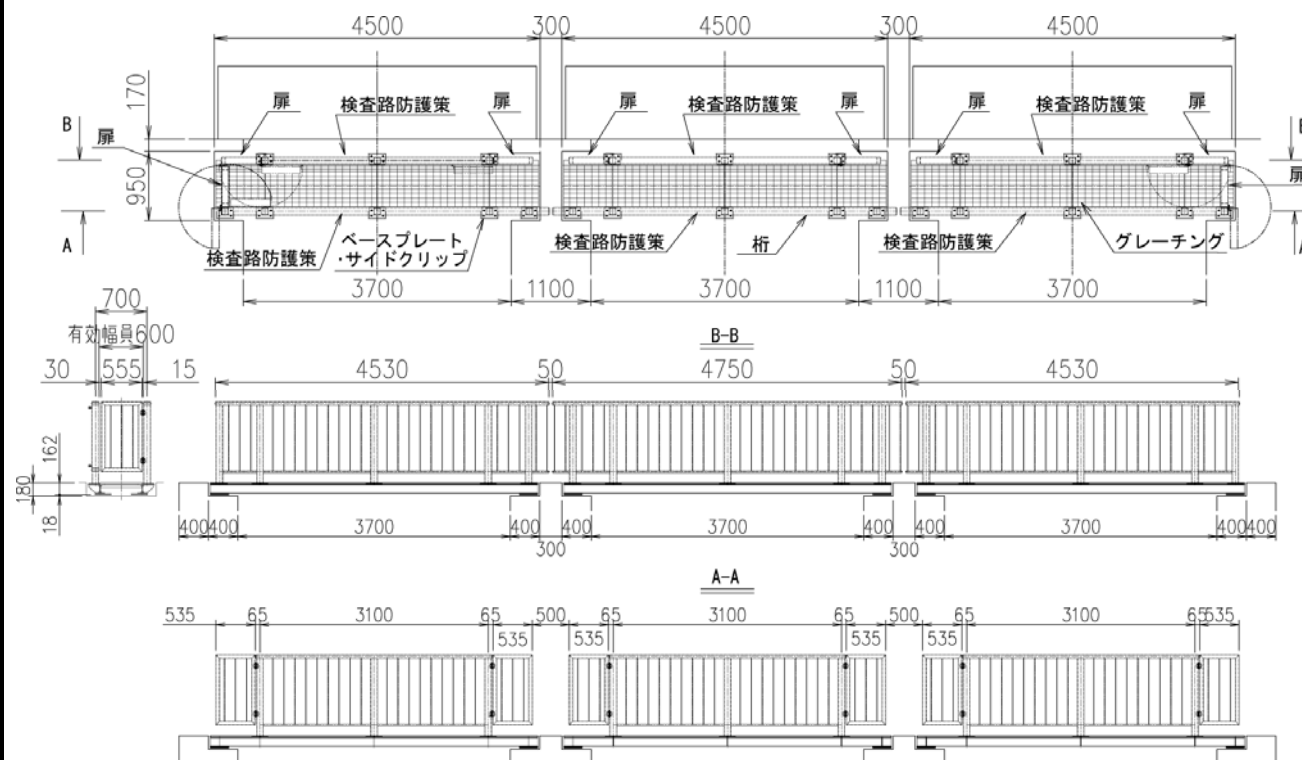 4500 300 4500 300 4500
170
扉 検査路防護策 扉 扉 検査路防護策 扉 扉 検査路防護策 扉
B
扉
扉
950
A
検査路防護策
ベースプレート
・サイドクリップ
検査路防護策 桁 検査路防護策 グレーチング
3700 1100 3700 1100 3700
700
有効幅員600
30 555 15
162
180
18
B-B
4530 50 4750 50 4530
400 400 3700 400 400 3700 400 400 3700 400 400
300 300
A-A
535 65 3100 65 500 65 3100 65 500 65 3100 65 535
535 535 535 535